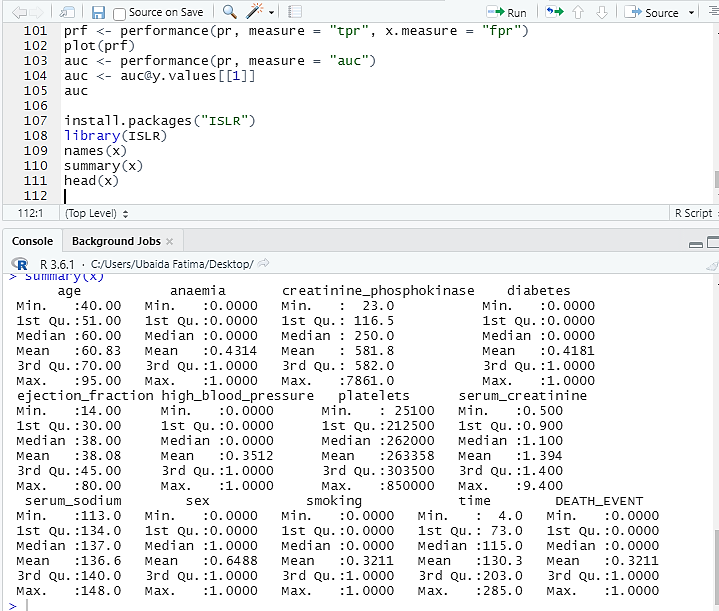 Source on Save Run Source
101 prf <- performance(pr, measure = "tpr", x.measure = "fpr")
102 plot(prf)
103 auc <- performance(pr, measure = "auc")
104 auc <- auc@y.values[[1]]
105 auc
106
107 install.packages("ISLR")
108 library(ISLR)
109 names(x)
110 summary(x)
111 head(x)
112
112:1 (Top Level) R Script
Console Background Jobs
R 3.6.1 · C:/Users/Ubaida Fatima/Desktop/
> summary(x)
age anaemia creatinine_phosphokinase diabetes
Min. :40.00 Min. :0.0000 Min. : 23.0 Min. :0.0000
1st Qu.:51.00 1st Qu.:0.0000 1st Qu.: 116.5 1st Qu.:0.0000
Median :60.00 Median :0.0000 Median : 250.0 Median :0.0000
Mean :60.83 Mean :0.4314 Mean : 581.8 Mean :0.4181
3rd Qu.:70.00 3rd Qu.:1.0000 3rd Qu.: 582.0 3rd Qu.:1.0000
Max. :95.00 Max. :1.0000 Max. :7861.0 Max. :1.0000
ejection_fraction high_blood_pressure platelets serum_creatinine
Min. :14.00 Min. :0.0000 Min. : 25100 Min. :0.500
1st Qu.:30.00 1st Qu.:0.0000 1st Qu.:212500 1st Qu.:0.900
Median :38.00 Median :0.0000 Median :262000 Median :1.100
Mean :38.08 Mean :0.3512 Mean :263358 Mean :1.394
3rd Qu.:45.00 3rd Qu.:1.0000 3rd Qu.:303500 3rd Qu.:1.400
Max. :80.00 Max. :1.0000 Max. :850000 Max. :9.400
serum_sodium sex smoking time DEATH_EVENT
Min. :113.0 Min. :0.0000 Min. :0.0000 Min. : 4.0 Min. :0.0000
1st Qu.:134.0 1st Qu.:0.0000 1st Qu.:0.0000 1st Qu.: 73.0 1st Qu.:0.0000
Median :137.0 Median :1.0000 Median :0.0000 Median :115.0 Median :0.0000
Mean :136.6 Mean :0.6488 Mean :0.3211 Mean :130.3 Mean :0.3211
3rd Qu.:140.0 3rd Qu.:1.0000 3rd Qu.:1.0000 3rd Qu.:203.0 3rd Qu.:1.0000
Max. :148.0 Max. :1.0000 Max. :1.0000 Max. :285.0 Max. :1.0000
>